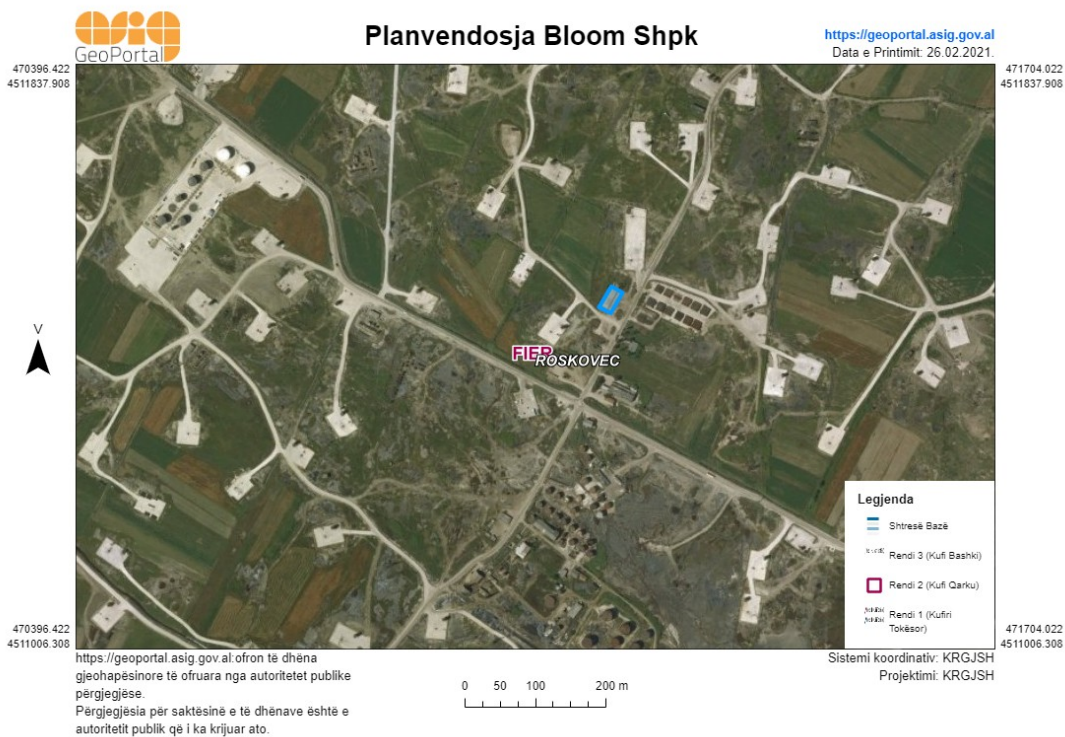 asig
GeoPortal
Planvendosja Bloom Shpk
https://geoportal.asig.gov.al
Data e Printimit: 26.02.2021.
470396.422
4511837.908
471704.022
4511837.908
V
FIER
ROSKOVEC
Legjenda
Shtresë Bazë
Rendi 3 (Kufi Bashki)
Rendi 2 (Kufi Qarku)
Rendi 1 (Kufiri
Tokësor)
470396.422
4511006.308
471704.022
4511006.308
https://geoportal.asig.gov.al:ofron të dhëna
gjeohapësinore të ofruara nga autoritetet publike
përgjegjëse.
Përgjegjësia për saktësinë e të dhënave është e
autoritetit publik që i ka krijuar ato.
0 50 100 200 m
Sistemi koordinativ: KRGJSH
Projektimi: KRGJSH